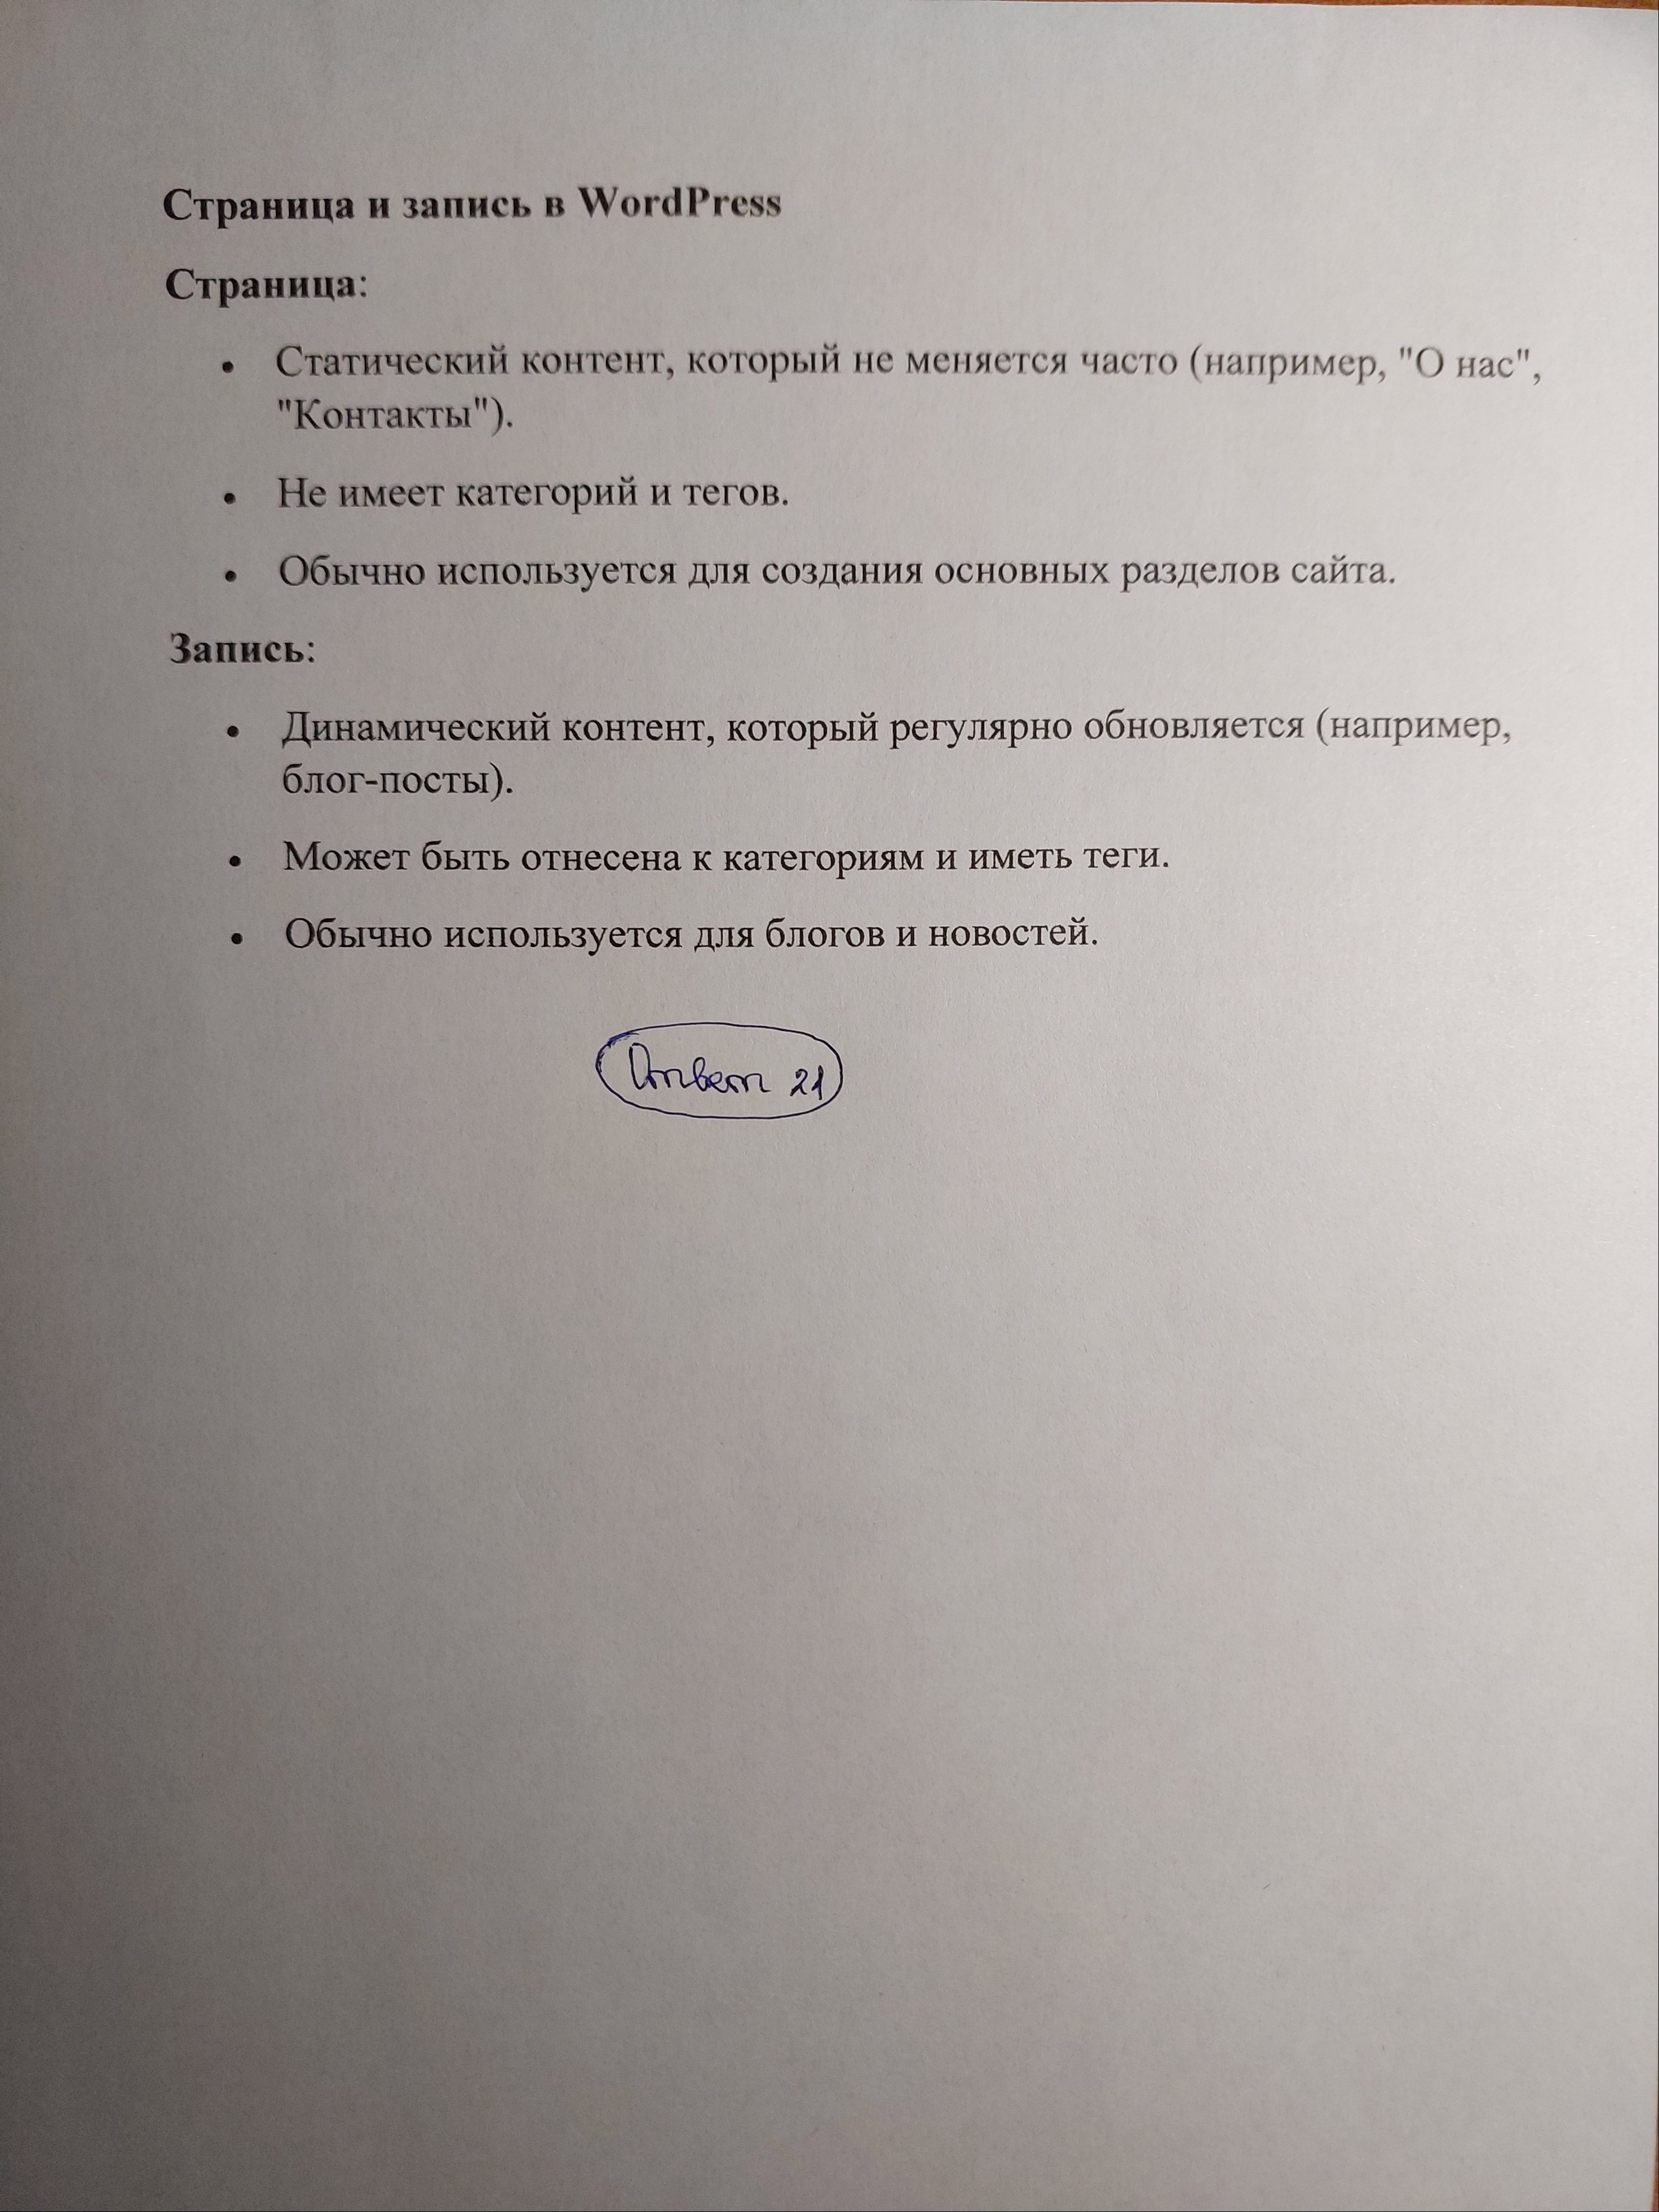 Страница и запись в WordPress
Страница:
• Статический контент, который не меняется часто (например, "О нас",
"Контакты").
• Не имеет категорий и тегов.
• Обычно используется для создания основных разделов сайта.
Запись:
• Динамический контент, который регулярно обновляется (например,
блог-посты).
• Может быть отнесена к категориям и иметь теги.
• Обычно используется для блогов и новостей.
Ответ 21